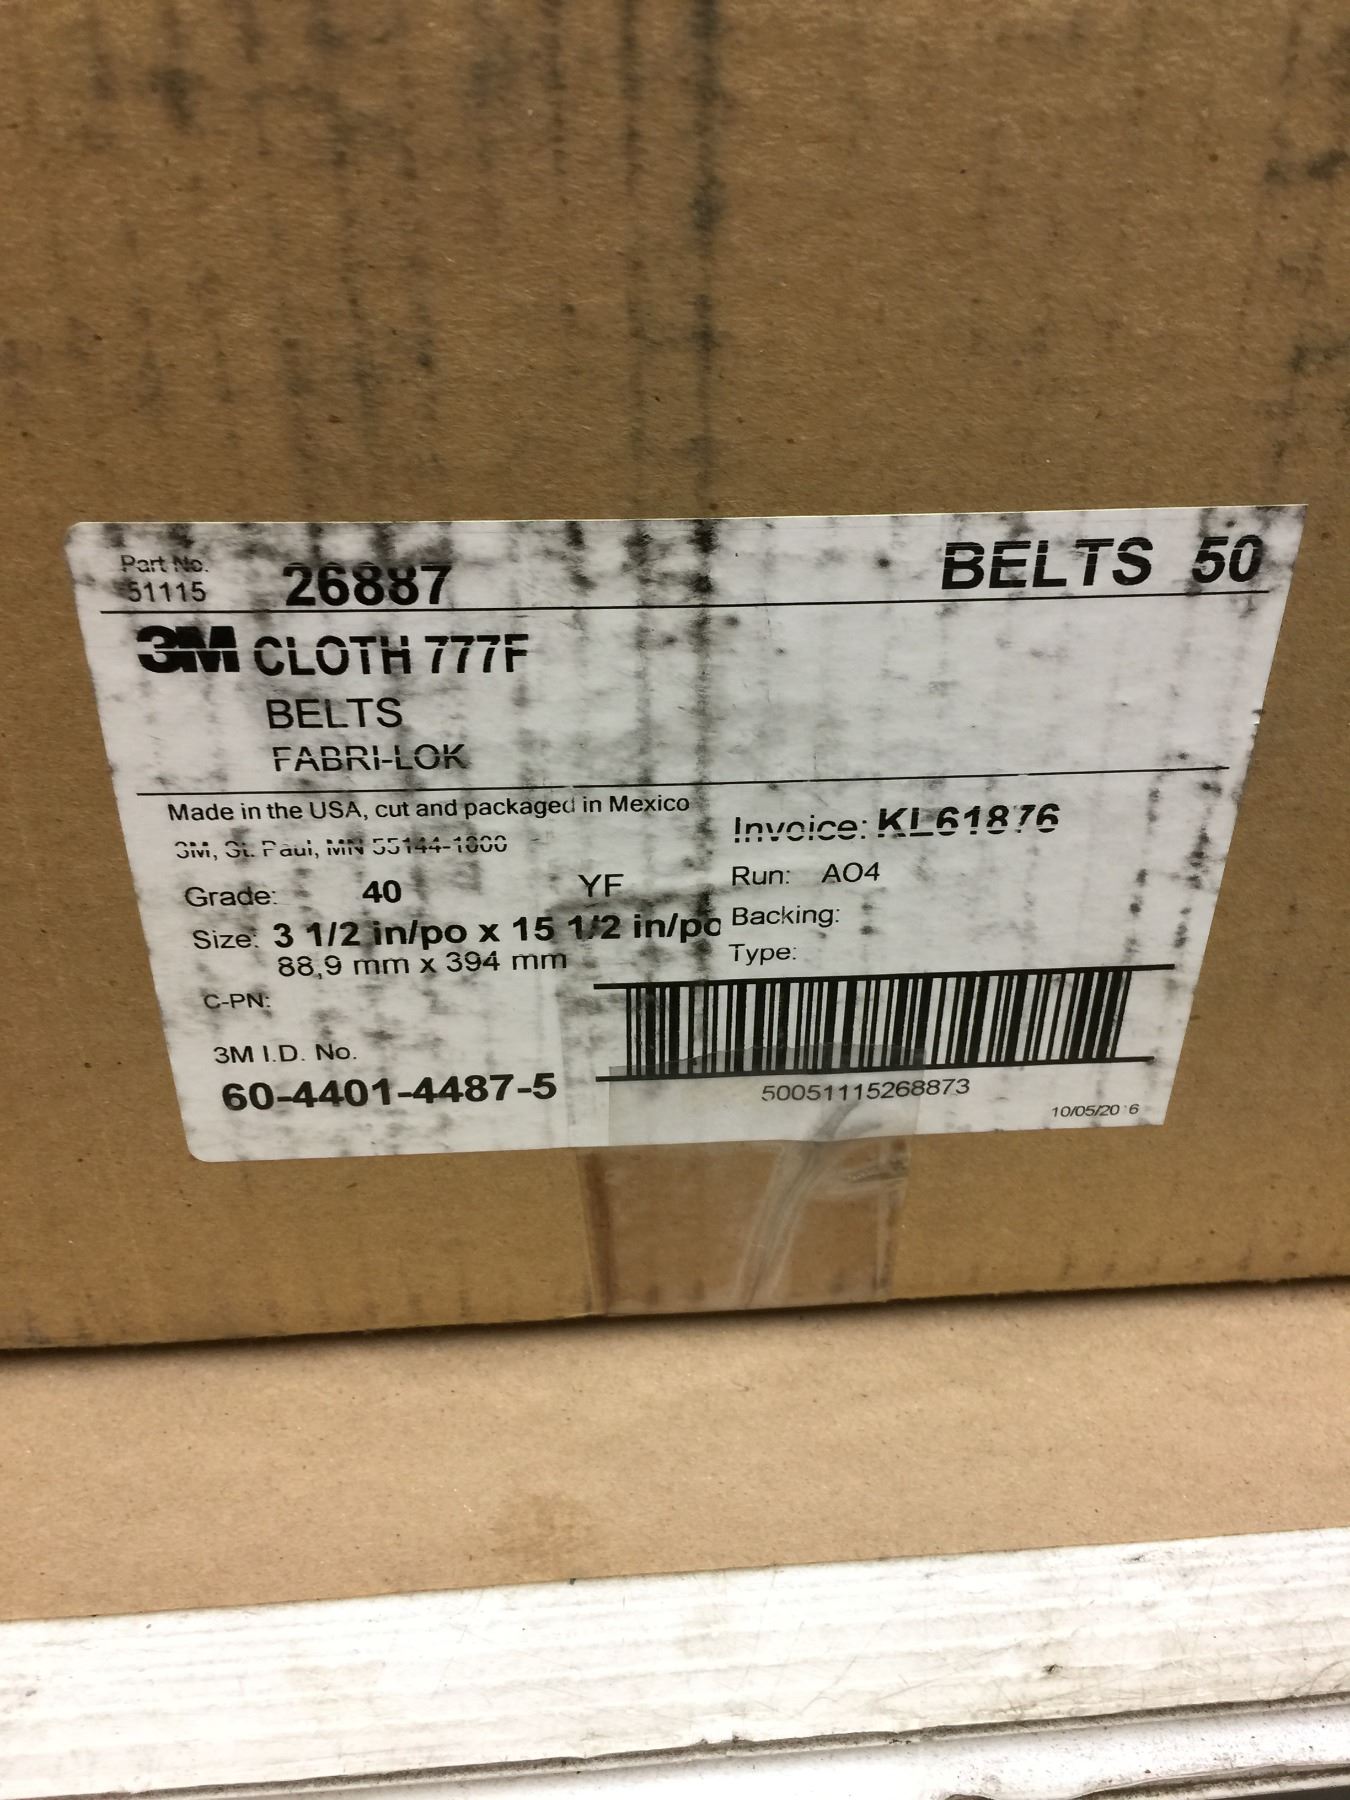 Part No.
51115 26887 BELTS 50
3M CLOTH 777F
BELTS
FABRI-LOK
Made in the USA, cut and packaged in Mexico
3M, St. Paul, MN 55144-1000
Invoice: KL61876
Grade: 40 YF
Run: AO4
Size: 3 1/2 in/po x 15 1/2 in/po
88,9 mm x 394 mm
Backing:
Type:
C-PN:
3M I.D. No.
60-4401-4487-5
50051115268873
10/05/2016